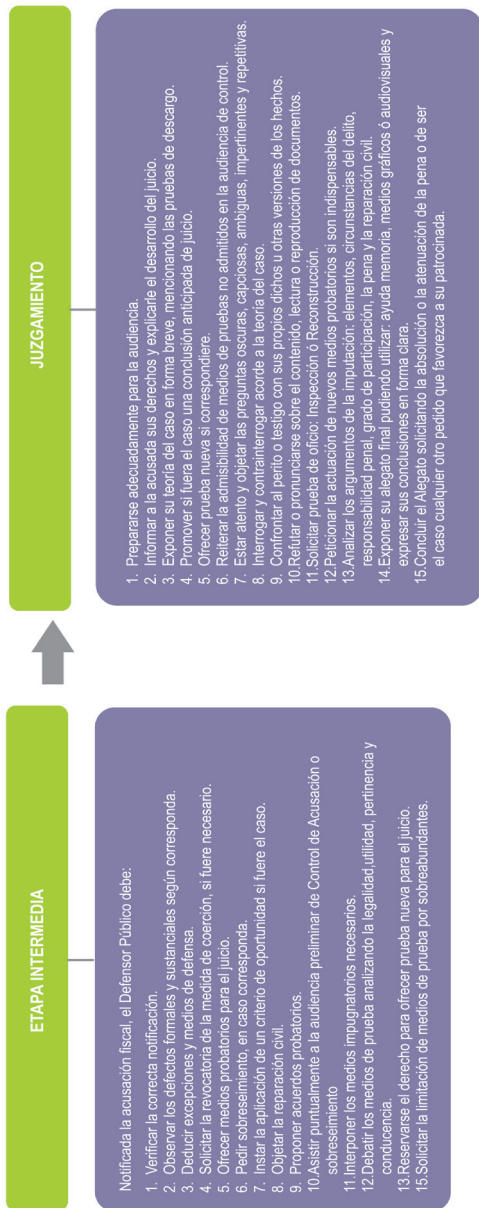 ETAPA INTERMEDIA
Notificada la acusación fiscal, el Defensor Público debe:
1. Verificar la correcta notificación.
2. Observar los defectos formales y sustanciales según corresponda.
3. Deducir excepciones y medios de defensa.
4. Solicitar la revocatoria de la medida de coerción, si fuere necesario.
5. Ofrecer medios probatorios para el juicio.
6. Pedir sobreseimiento, en caso corresponda.
7. Instar la aplicación de un criterio de oportunidad si fuere el caso.
8. Objetar la reparación civil.
9. Proponer acuerdos probatorios.
10.Asistir puntualmente a la audiencia preliminar de Control de Acusación o
sobreseimiento
11.Interponer los medios impugnatorios necesarios.
12.Debatir los medios de prueba analizando la legalidad,utilidad, pertinencia y
conducencia.
13.Reservarse el derecho para ofrecer prueba nueva para el juicio.
15.Solicitar la limitación de medios de prueba por sobreabundantes.
JUZGAMIENTO
1. Prepararse adecuadamente para la audiencia.
2. Informar a la acusada sus derechos y explicarle el desarrollo del juicio.
3. Exponer su teoría del caso en forma breve, mencionando las pruebas de descargo.
4. Promover si fuera el caso una conclusión anticipada de juicio.
5. Ofrecer prueba nueva si correspondiere.
6. Reiterar la admisibilidad de medios de pruebas no admitidos en la audiencia de control.
7. Estar atento y objetar las preguntas oscuras, capciosas, ambiguas, impertinentes y repetitivas.
8. Interrogar y contrainterrogar acorde a la teoría del caso.
9. Confrontar al perito o testigo con sus propios dichos u otras versiones de los hechos.
10.Refutar o pronunciarse sobre el contenido, lectura o reproducción de documentos.
11.Solicitar prueba de oficio: Inspección ó Reconstrucción.
12.Peticionar la actuación de nuevos medios probatorios si son indispensables.
13.Analizar los argumentos de la imputación: elementos, circunstancias del delito,
responsabilidad penal, grado de participación, la pena y la reparación civil.
14.Exponer su alegato final pudiendo utilizar: ayuda memoria, medios gráficos ó audiovisuales y
expresar sus conclusiones en forma clara.
15.Concluir el Alegato solicitando la absolución o la atenuación de la pena o de ser
el caso cualquier otro pedido que favorezca a su patrocinada.